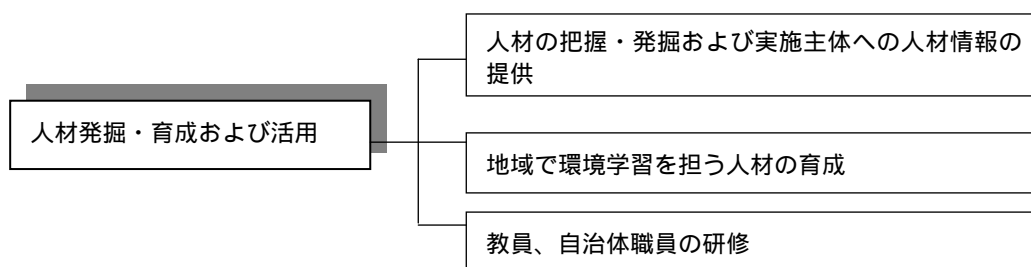 人材発掘・育成および活用
人材の把握・発掘および実施主体への人材情報の
提供
地域で環境学習を担う人材の育成
教員、自治体職員の研修